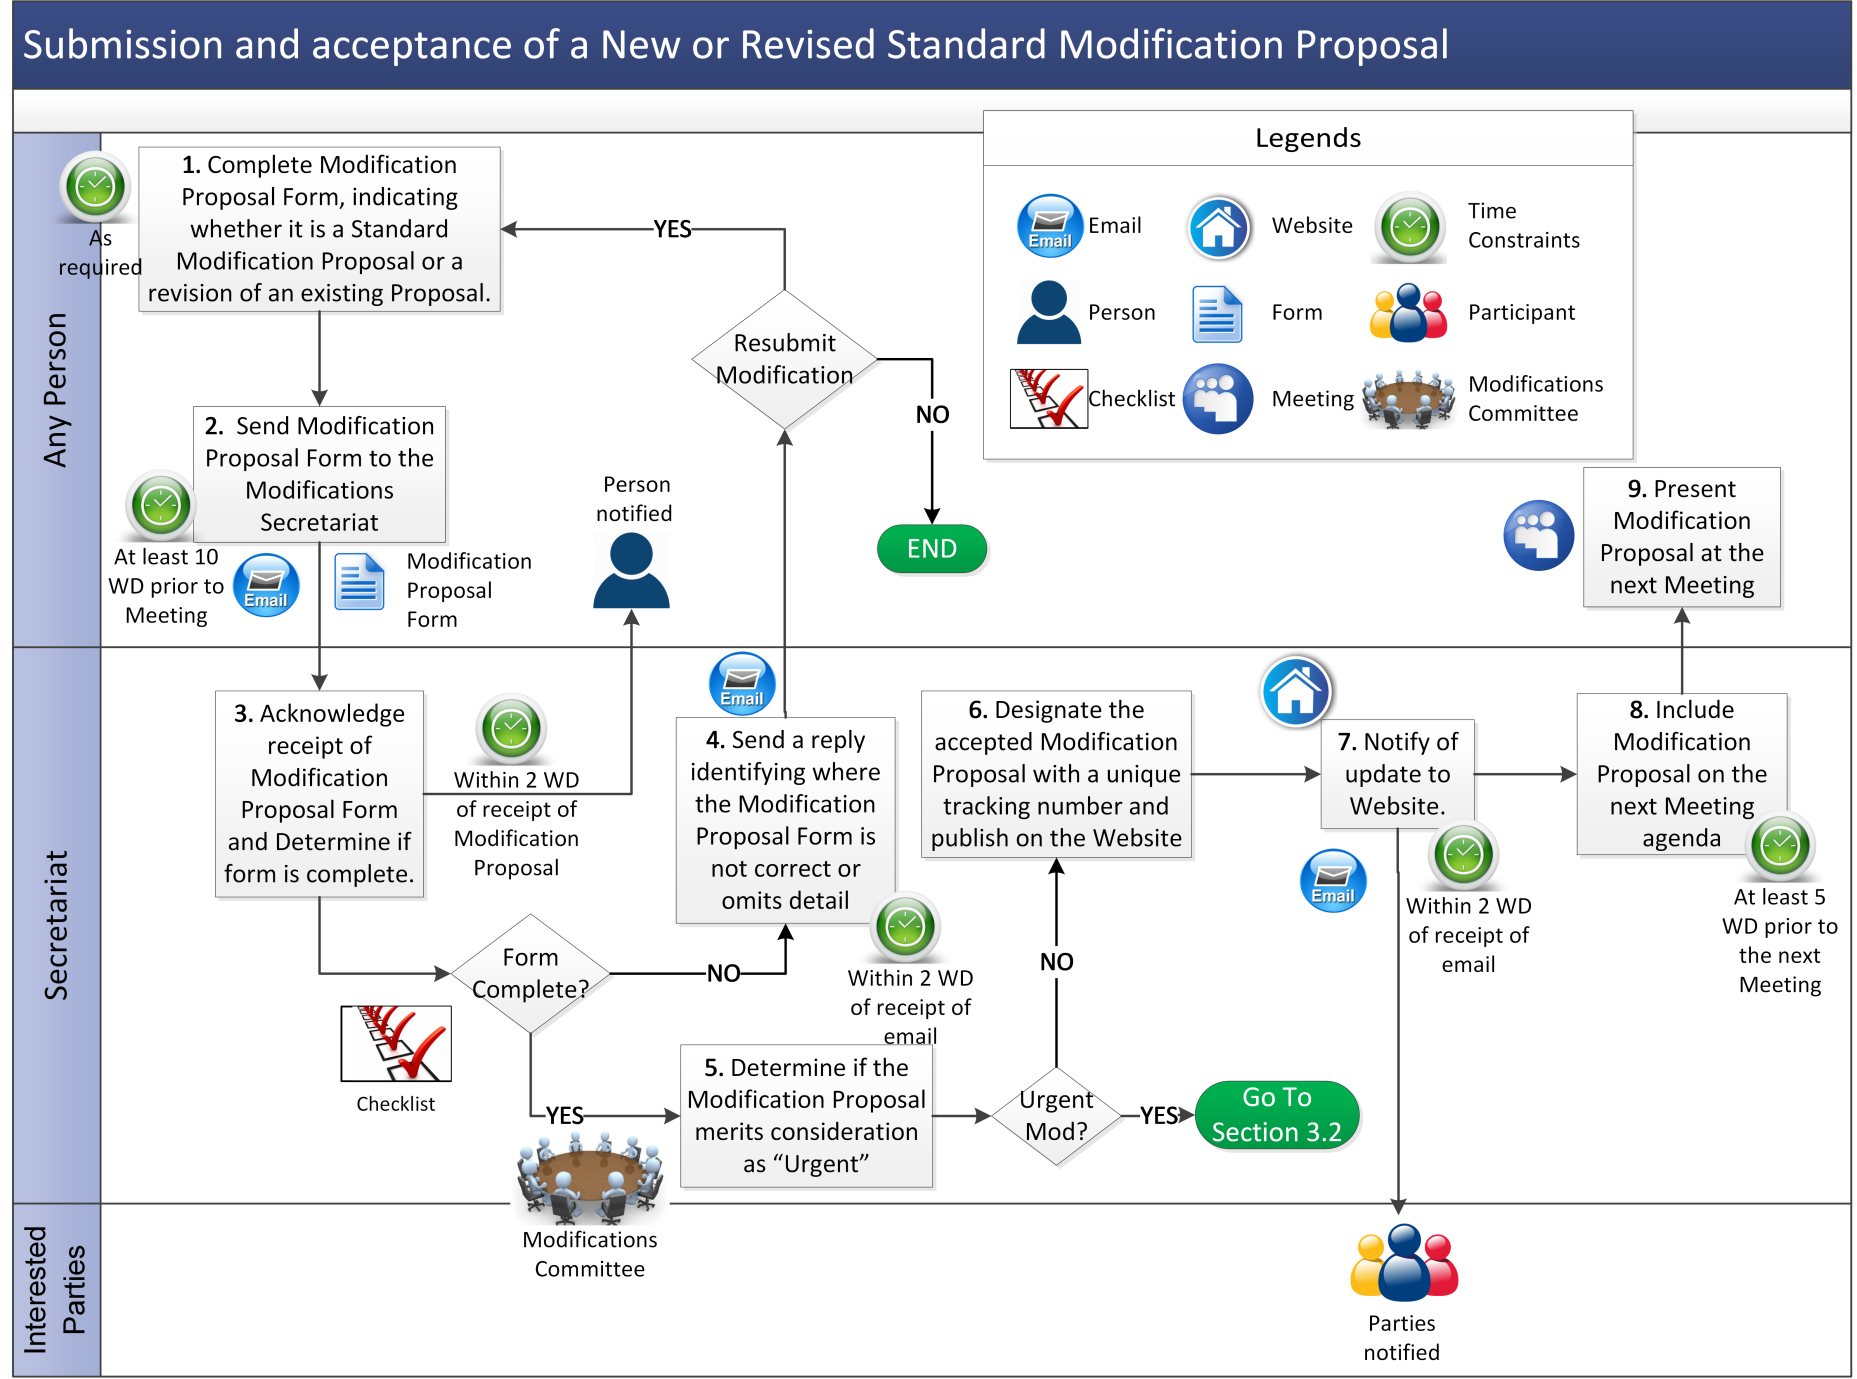 Submission and acceptance of a New or Revised Standard Modification Proposal
Legends
Email
Email
Website
Time
Constraints
Person
Form
Participant
Checklist
Meeting
Modifications
Committee
Any Person
As
required
1. Complete Modification
Proposal Form, indicating
whether it is a Standard
Modification Proposal or a
revision of an existing Proposal.
YES
Resubmit
Modification
NO
END
2. Send Modification
Proposal Form to the
Modifications
Secretariat
At least 10
WD prior to
Meeting
Email
Modification
Proposal
Form
Person
notified
9. Present
Modification
Proposal at the
next Meeting
Secretariat
3. Acknowledge
receipt of
Modification
Proposal Form
and Determine if
form is complete.
Within 2 WD
of receipt of
Modification
Proposal
Email
4. Send a reply
identifying where
the Modification
Proposal Form is
not correct or
omits detail
Within 2 WD
of receipt of
email
6. Designate the
accepted Modification
Proposal with a unique
tracking number and
publish on the Website
7. Notify of
update to
Website.
Email
Within 2 WD
of receipt of
email
8. Include
Modification
Proposal on the
next Meeting
agenda
At least 5
WD prior to
the next
Meeting
Form
Complete?
NO
Checklist
YES
5. Determine if the
Modification Proposal
merits consideration
as “Urgent”
Urgent
Mod?
NO
YES
Go To
Section 3.2
Modifications
Committee
Interested
Parties
Parties
notified